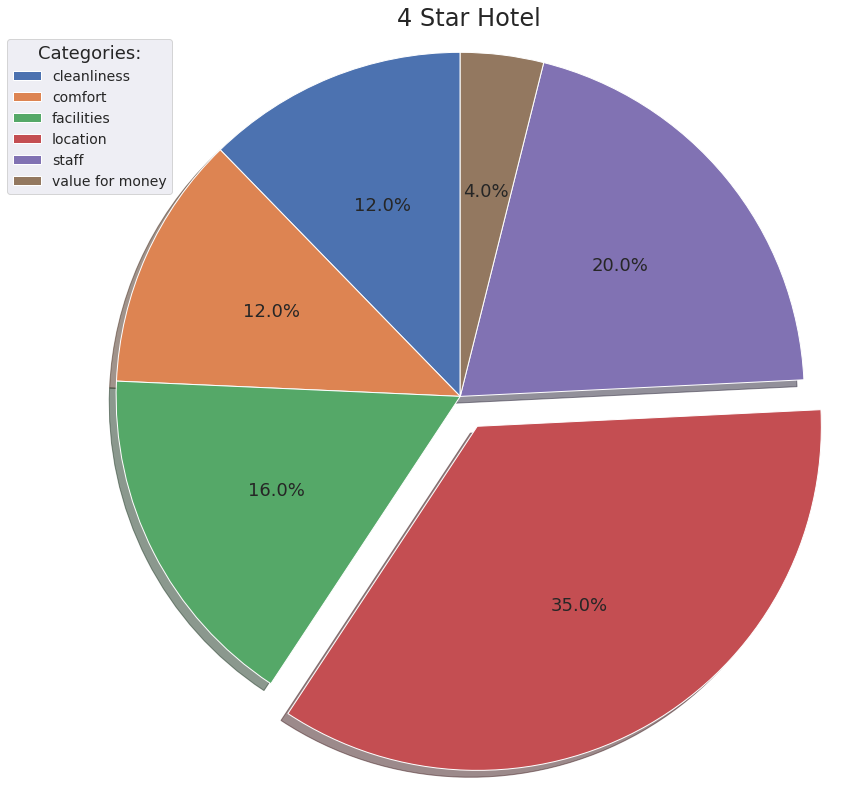 4 Star Hotel
Categories:
cleanliness
comfort
facilities
location
staff
value for money
12.0%
4.0%
20.0%
12.0%
16.0%
35.0%